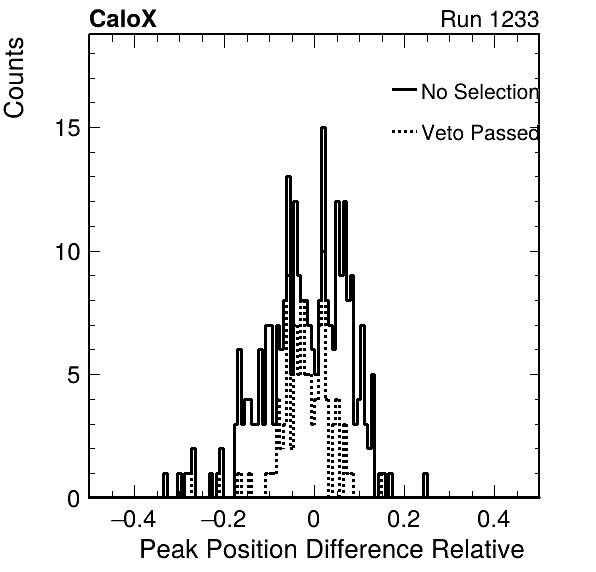 CaloX Run 1233
Counts
No Selection
Veto Passed
15
10
5
0
−0.4 −0.2 0 0.2 0.4
Peak Position Difference Relative